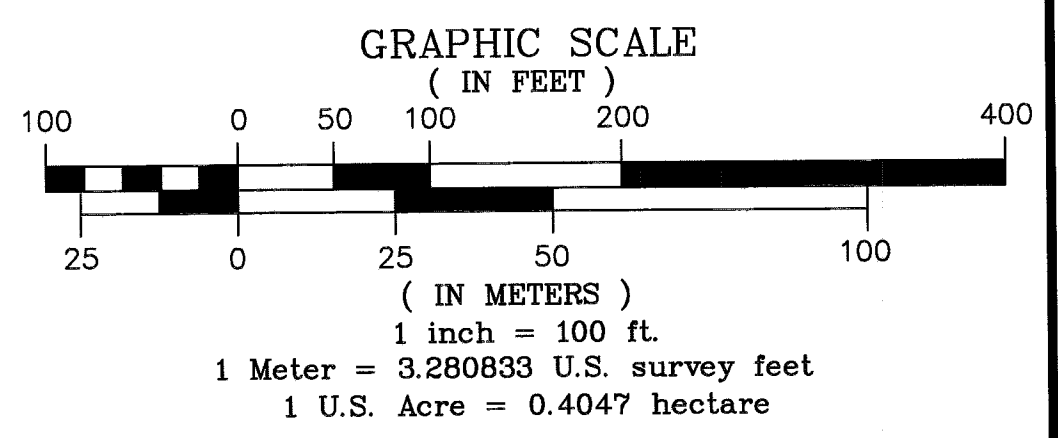 GRAPHIC SCALE
( IN FEET )
100 0 50 100 200 400
25 0 25 50 100
( IN METERS )
1 inch = 100 ft.
1 Meter = 3.280833 U.S. survey feet
1 U.S. Acre = 0.4047 hectare